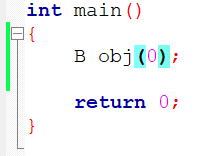 int main()
{
    B obj(0);
    return 0;
}